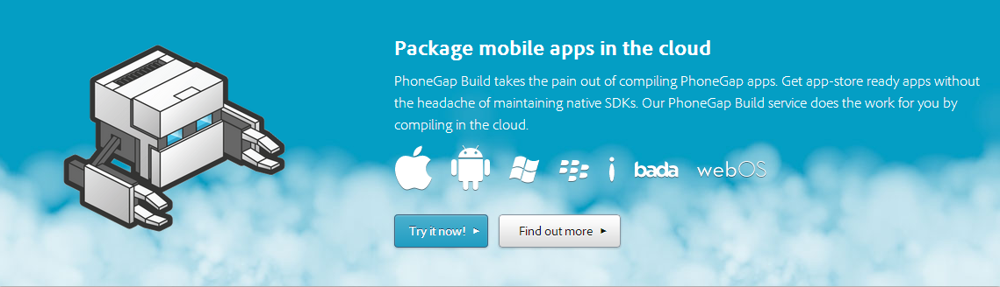 Package mobile apps in the cloud
PhoneGap Build takes the pain out of compiling PhoneGap apps. Get app-store ready apps without
the headache of maintaining native SDKs. Our PhoneGap Build service does the work for you by
compiling in the cloud.
bada webOS
Try it now! Find out more